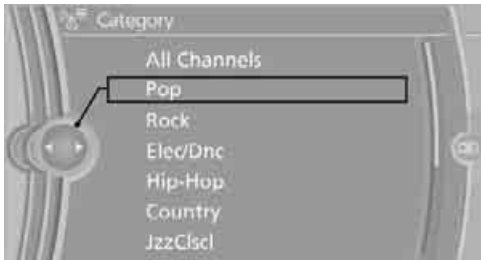 Category
All Channels
Pop
Rock
Elec/Dnc
Hip-Hop
Country
JzzClscl